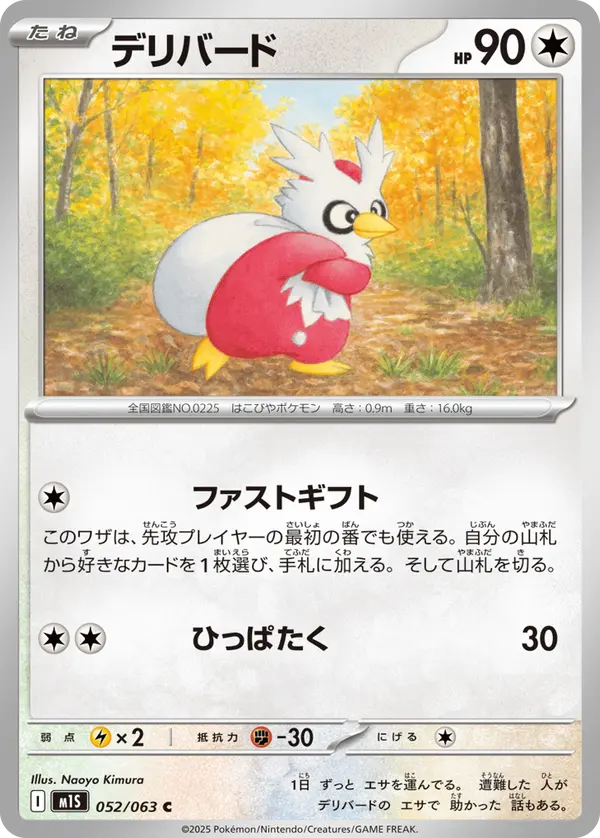 たね デリバード HP 90
全国図鑑NO.0225 はこびやポケモン 高さ：0.9m 重さ：16.0kg
ファストギフト
このワザは、先攻プレイヤーの最初の番でも使える。自分の山札
から好きなカードを1枚選び、手札に加える。そして山札を切る。
ひっぱたく 30
弱点 ×2 抵抗力 -30 にげる
Illus. Naoyo Kimura
I M1S 052/063 C
1日 ずっと エサを運んでる。遭難した 人が
デリバードの エサで 助かった 話もある。
©2025 Pokémon/Nintendo/Creatures/GAME FREAK.